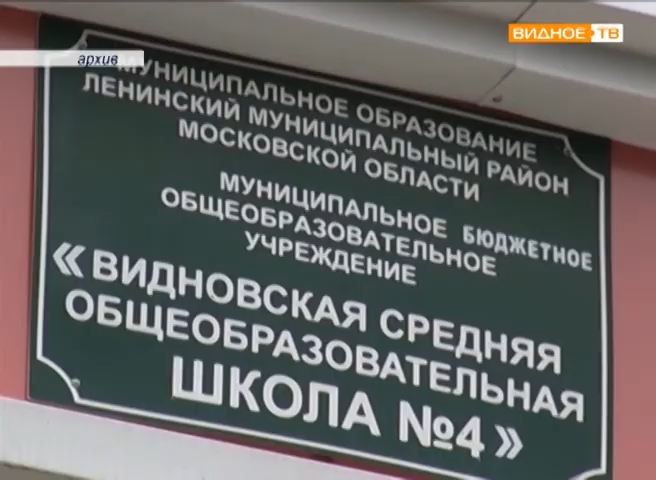 ВИДНОЕ ТВ
архив
МУНИЦИПАЛЬНОЕ ОБРАЗОВАНИЕ
ЛЕНИНСКИЙ МУНИЦИПАЛЬНЫЙ РАЙОН
МОСКОВСКОЙ ОБЛАСТИ
МУНИЦИПАЛЬНОЕ БЮДЖЕТНОЕ
ОБЩЕОБРАЗОВАТЕЛЬНОЕ
УЧРЕЖДЕНИЕ
«ВИДНОВСКАЯ СРЕДНЯЯ
ОБЩЕОБРАЗОВАТЕЛЬНАЯ
ШКОЛА №4»